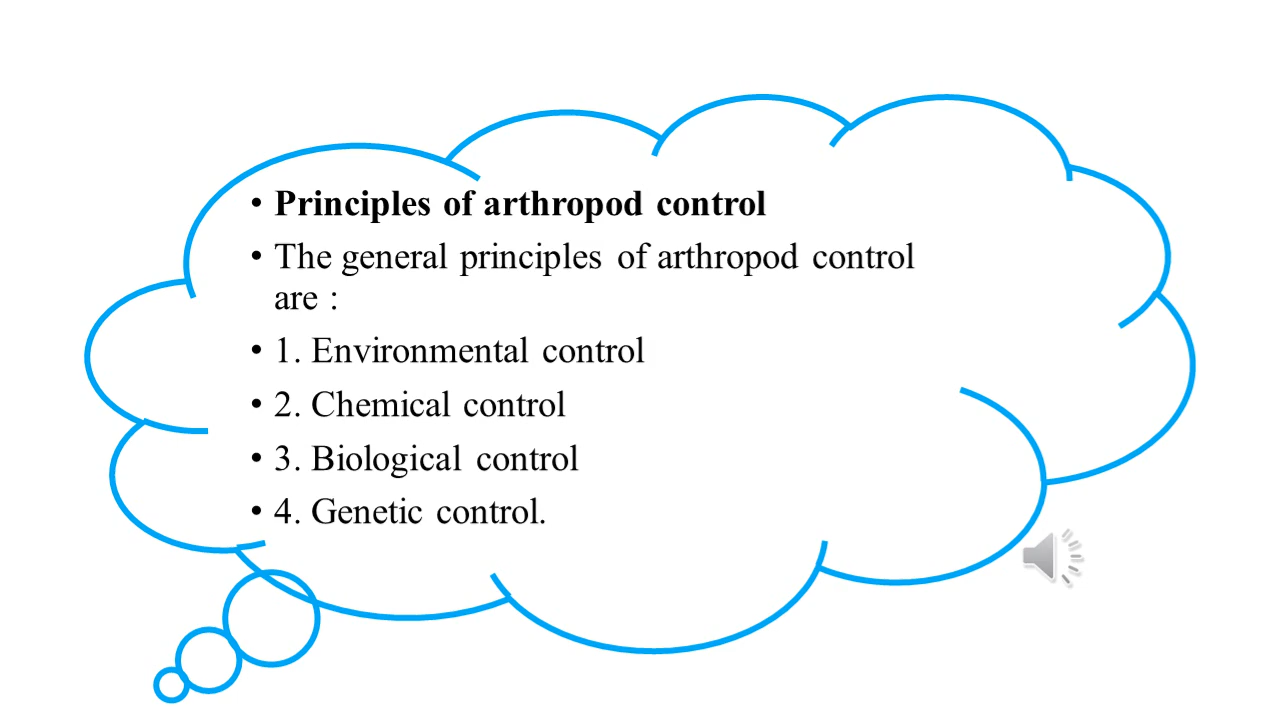 • Principles of arthropod control
• The general principles of arthropod control
are :
• 1. Environmental control
• 2. Chemical control
• 3. Biological control
• 4. Genetic control.